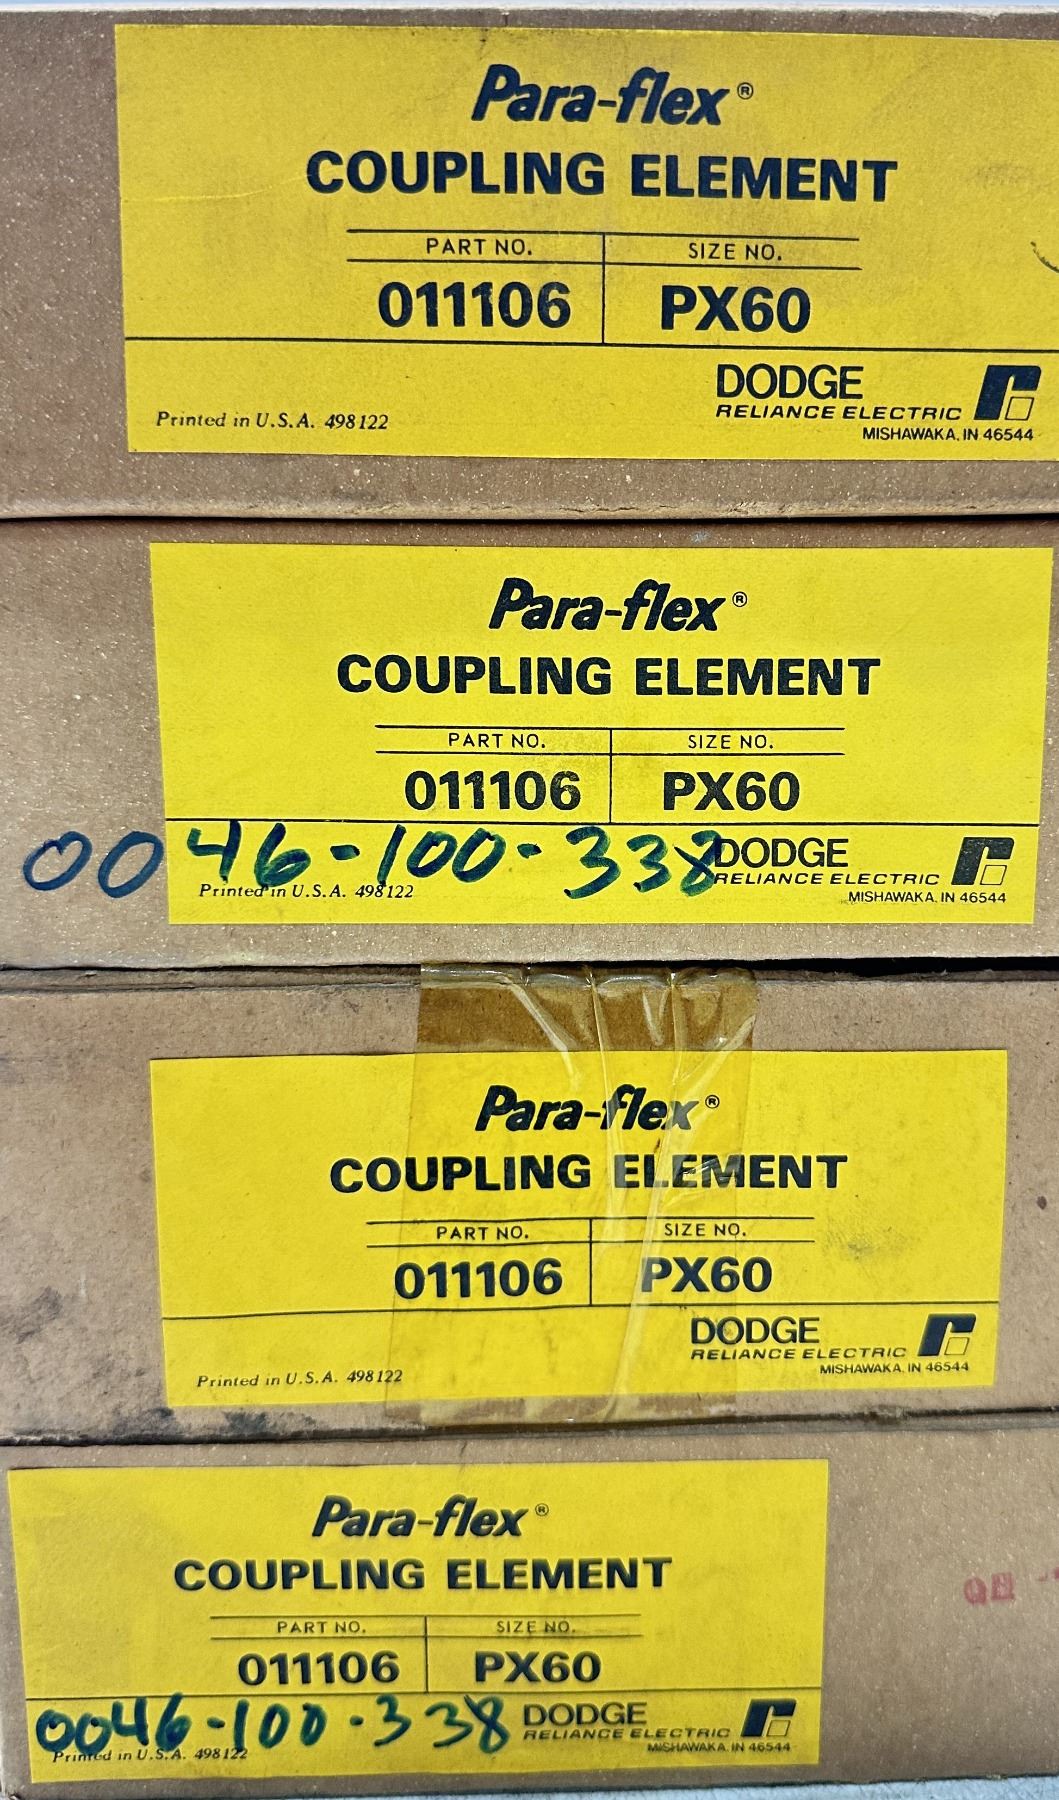 Para-flex®
COUPLING ELEMENT
PART NO. SIZE NO.
011106 PX60
DODGE
RELIANCE ELECTRIC
Printed in U.S.A. 498122
MISHAWAKA, IN 46544
Para-flex®
COUPLING ELEMENT
PART NO. SIZE NO.
011106 PX60
0046-100-338 DODGE
RELIANCE ELECTRIC
Printed in U.S.A. 498122
MISHAWAKA, IN 46544
Para-flex®
COUPLING ELEMENT
PART NO. SIZE NO.
011106 PX60
DODGE
RELIANCE ELECTRIC
MISHAWAKA, IN 46544
Printed in U.S.A. 498122
Para-flex®
COUPLING ELEMENT
PART NO. SIZE NO.
011106 PX60
0046-100-338 DODGE
RELIANCE ELECTRIC
MISHAWAKA, IN 46544
Printed in U.S.A. 498122